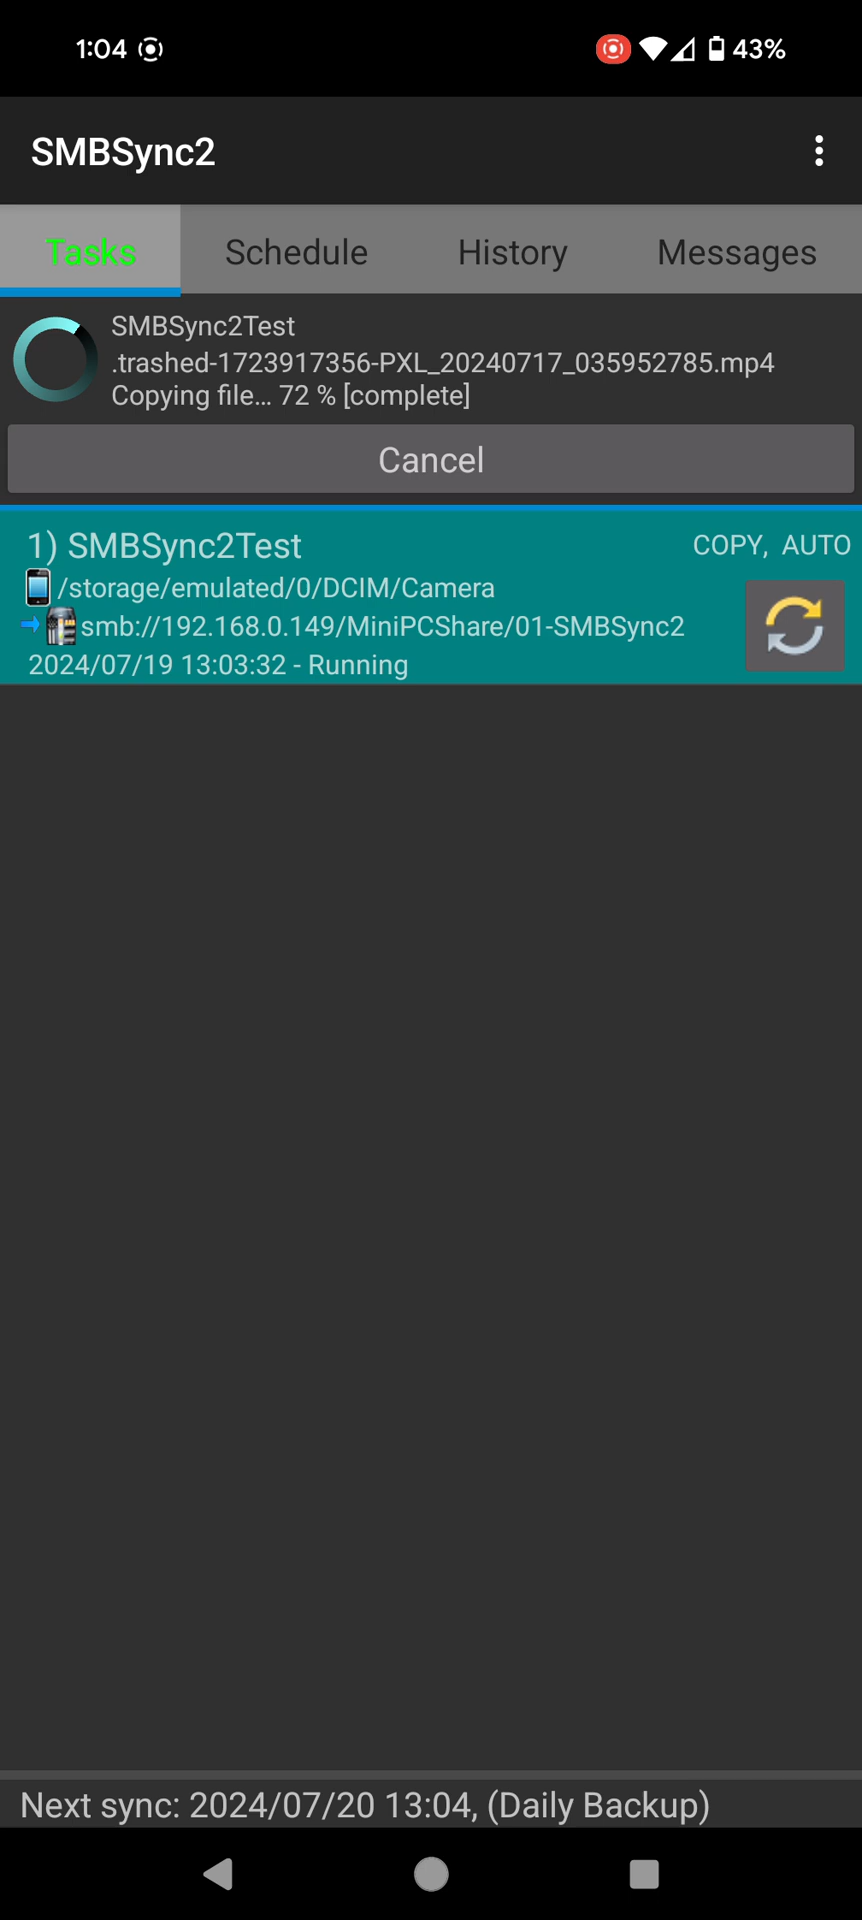 1:04
43%
SMBSync2
Tasks Schedule History Messages
SMBSync2Test
.trashed-1723917356-PXL_20240717_035952785.mp4
Copying file... 72 % [complete]
Cancel
1) SMBSync2Test COPY, AUTO
/storage/emulated/0/DCIM/Camera
smb://192.168.0.149/MiniPCShare/01-SMBSync2
2024/07/19 13:03:32 - Running
Next sync: 2024/07/20 13:04, (Daily Backup)